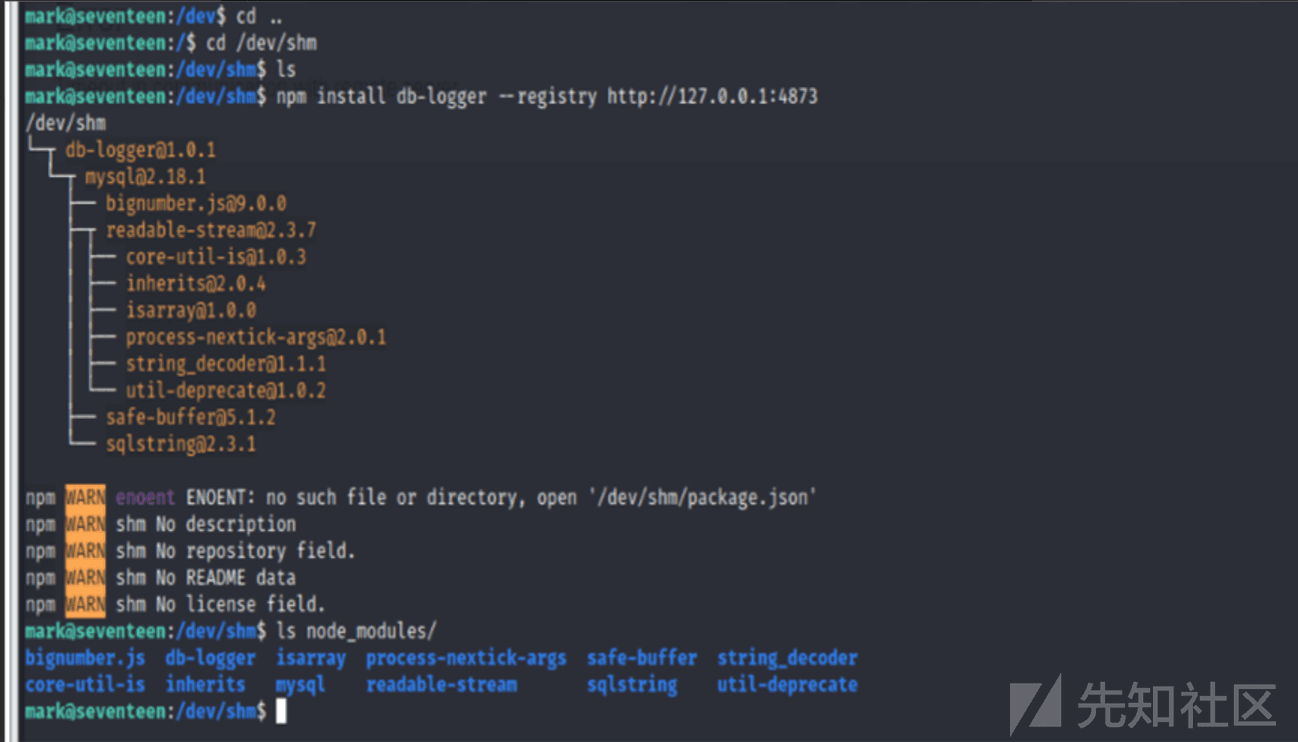 mark@seventeen:/dev$ cd ..
mark@seventeen:/$ cd /dev/shm
mark@seventeen:/dev/shm$ ls
mark@seventeen:/dev/shm$ npm install db-logger --registry http://127.0.0.1:4873
/dev/shm
└─┬ db-logger@1.0.1
  └─┬ mysql@2.18.1
    ├── bignumber.js@9.0.0
    ├─┬ readable-stream@2.3.7
    │ ├── core-util-is@1.0.3
    │ ├── inherits@2.0.4
    │ ├── isarray@1.0.0
    │ ├── process-nextick-args@2.0.1
    │ ├── string_decoder@1.1.1
    │ └── util-deprecate@1.0.2
    ├── safe-buffer@5.1.2
    └── sqlstring@2.3.1
npm WARN enoent ENOENT: no such file or directory, open '/dev/shm/package.json'
npm WARN shm No description
npm WARN shm No repository field.
npm WARN shm No README data
npm WARN shm No license field.
mark@seventeen:/dev/shm$ ls node_modules/
bignumber.js db-logger isarray process-nextick-args safe-buffer string_decoder
core-util-is inherits mysql readable-stream sqlstring util-deprecate
mark@seventeen:/dev/shm$
先知社区